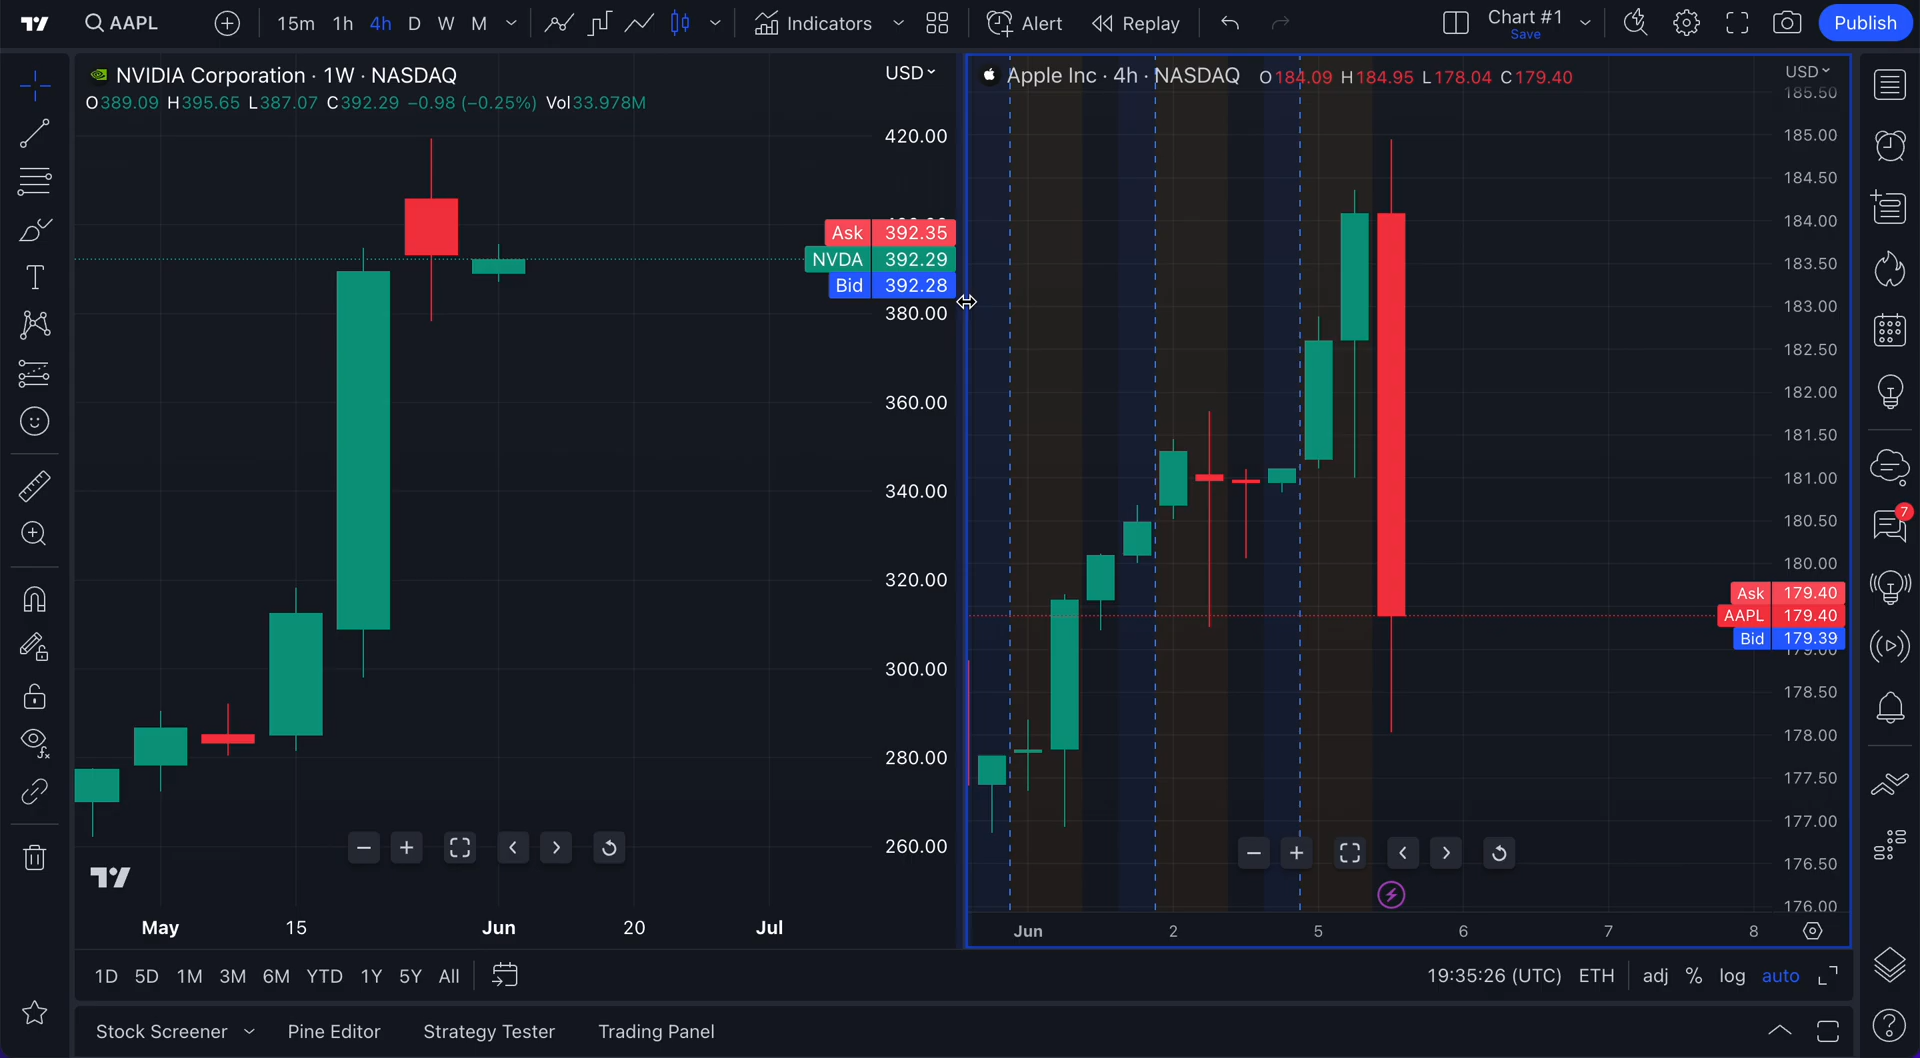 AAPL
15m 1h 4h D W M
Indicators
Alert
Replay
Chart #1
Save
Publish
NVIDIA Corporation · 1W · NASDAQ
O389.09 H395.65 L387.07 C392.29 −0.98 (−0.25%) Vol33.978M
USD
420.00
Ask 392.35
NVDA 392.29
Bid 392.28
380.00
360.00
340.00
320.00
300.00
280.00
260.00
May 15 Jun 20 Jul
Apple Inc · 4h · NASDAQ O184.09 H184.95 L178.04 C179.40
USD
185.50
185.00
184.50
184.00
183.50
183.00
182.50
182.00
181.50
181.00
180.50
180.00
Ask 179.40
AAPL 179.40
Bid 179.39
179.00
178.50
178.00
177.50
177.00
176.50
176.00
Jun 2 5 6 7 8
7
1D 5D 1M 3M 6M YTD 1Y 5Y All
19:35:26 (UTC) ETH adj % log auto
Stock Screener Pine Editor Strategy Tester Trading Panel